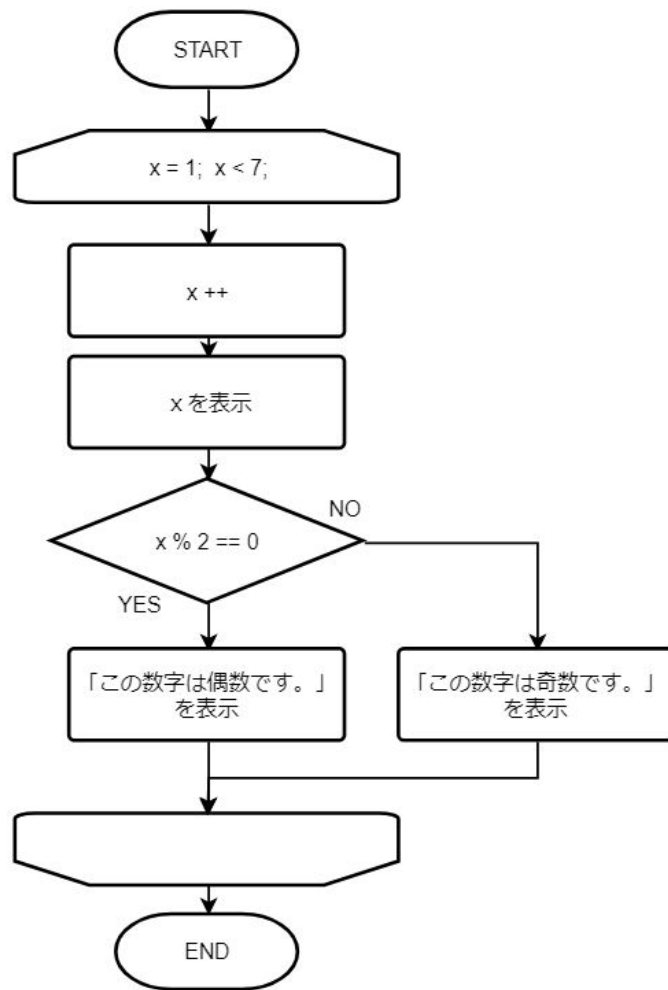 START
x = 1;  x < 7;
x ++
x を表示
x % 2 == 0
NO
YES
「この数字は偶数です。」
を表示
「この数字は奇数です。」
を表示
END